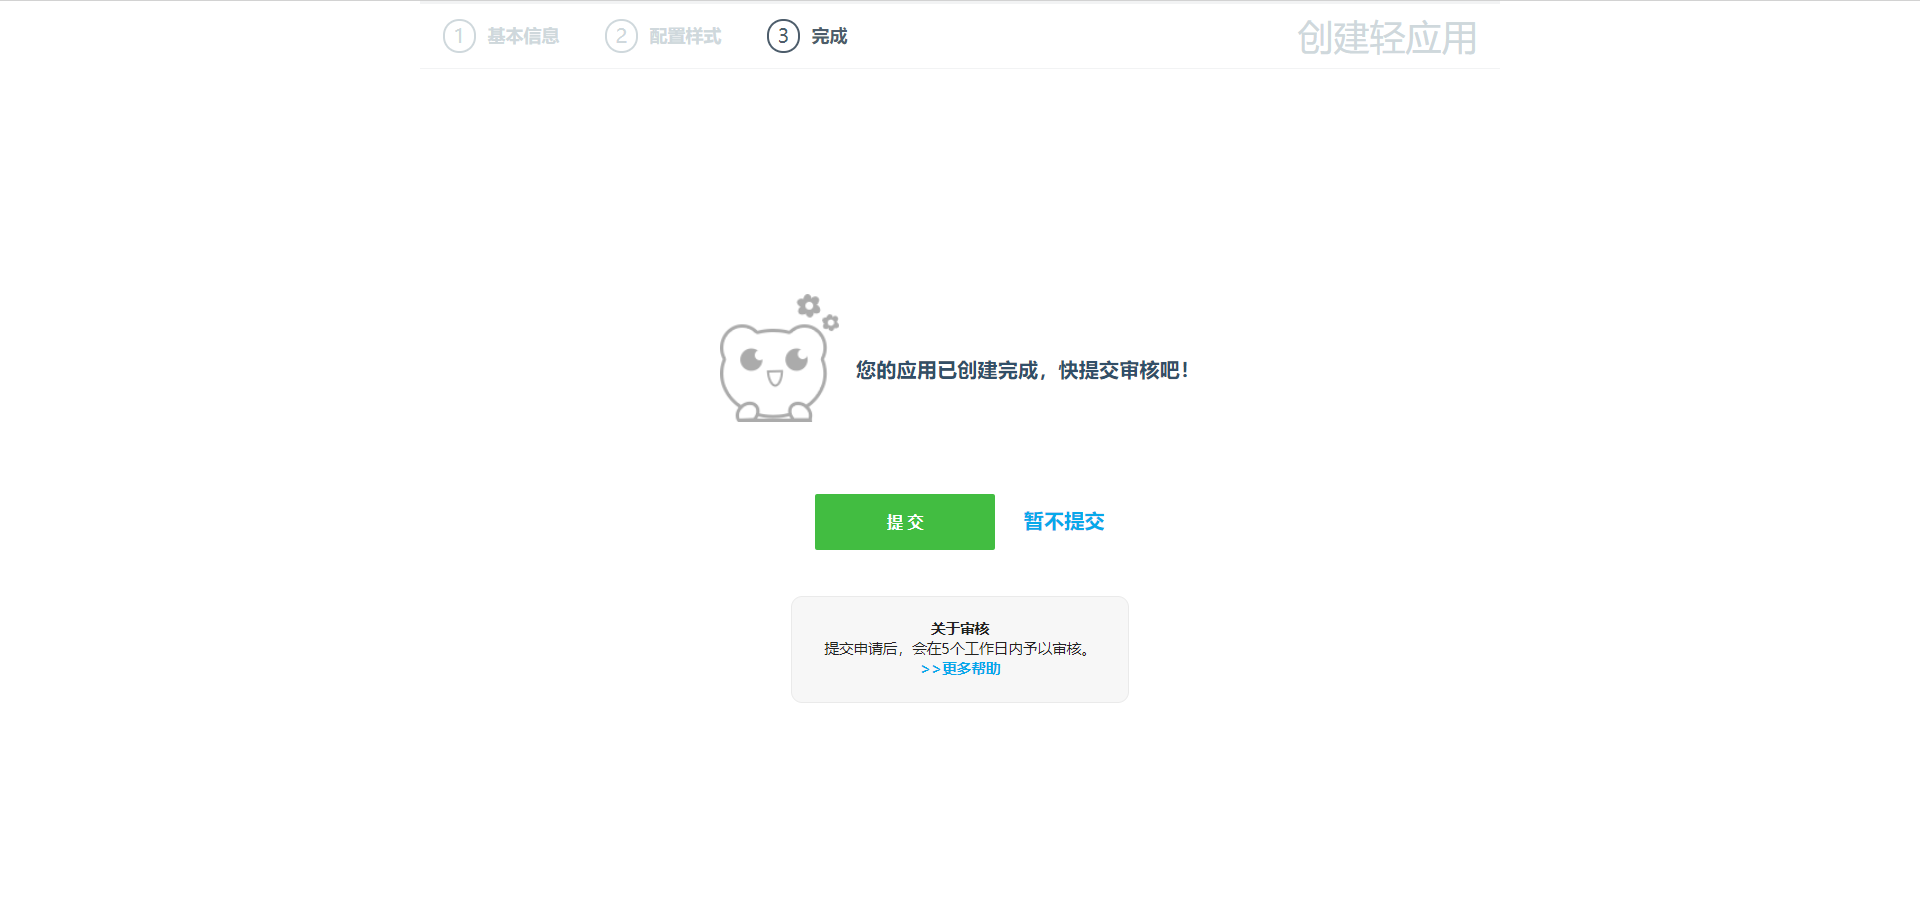 1 基本信息 2 配置样式 3 完成 创建轻应用
您的应用已创建完成，快提交审核吧！
提 交 暂不提交
关于审核
提交申请后，会在5个工作日内予以审核。
>>更多帮助